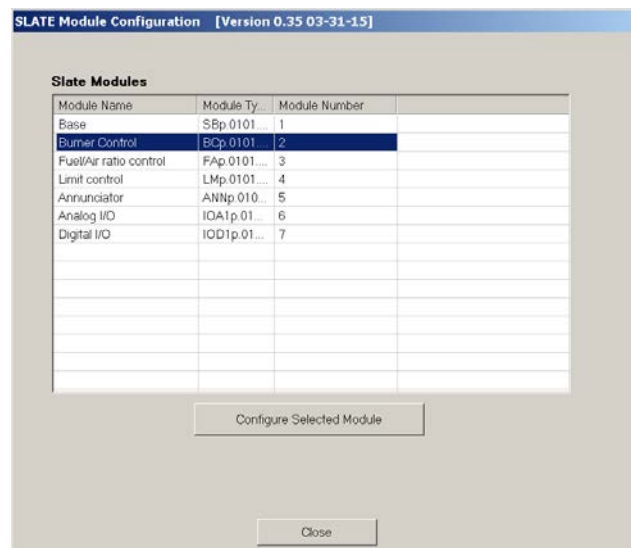 SLATE Module Configuration [Version 0.35 03-31-15]
Slate Modules
Module Name Module Ty... Module Number
Base SBp.0101.... 1
Burner Control BCp.0101.... 2
Fuel/Air ratio control FAp.0101.... 3
Limit control LMp.0101.... 4
Annunciator ANNp.010... 5
Analog I/O IOA1p.01... 6
Digital I/O IOD1p.01... 7
Configure Selected Module
Close